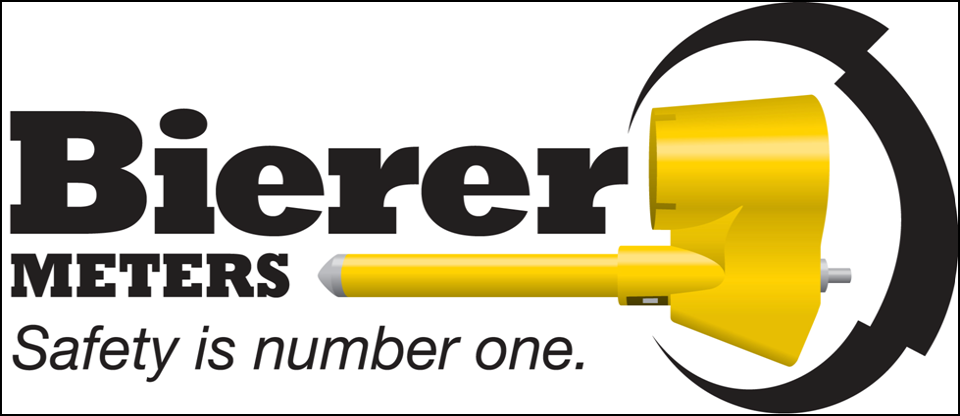 Bierer
METERS
Safety is number one.